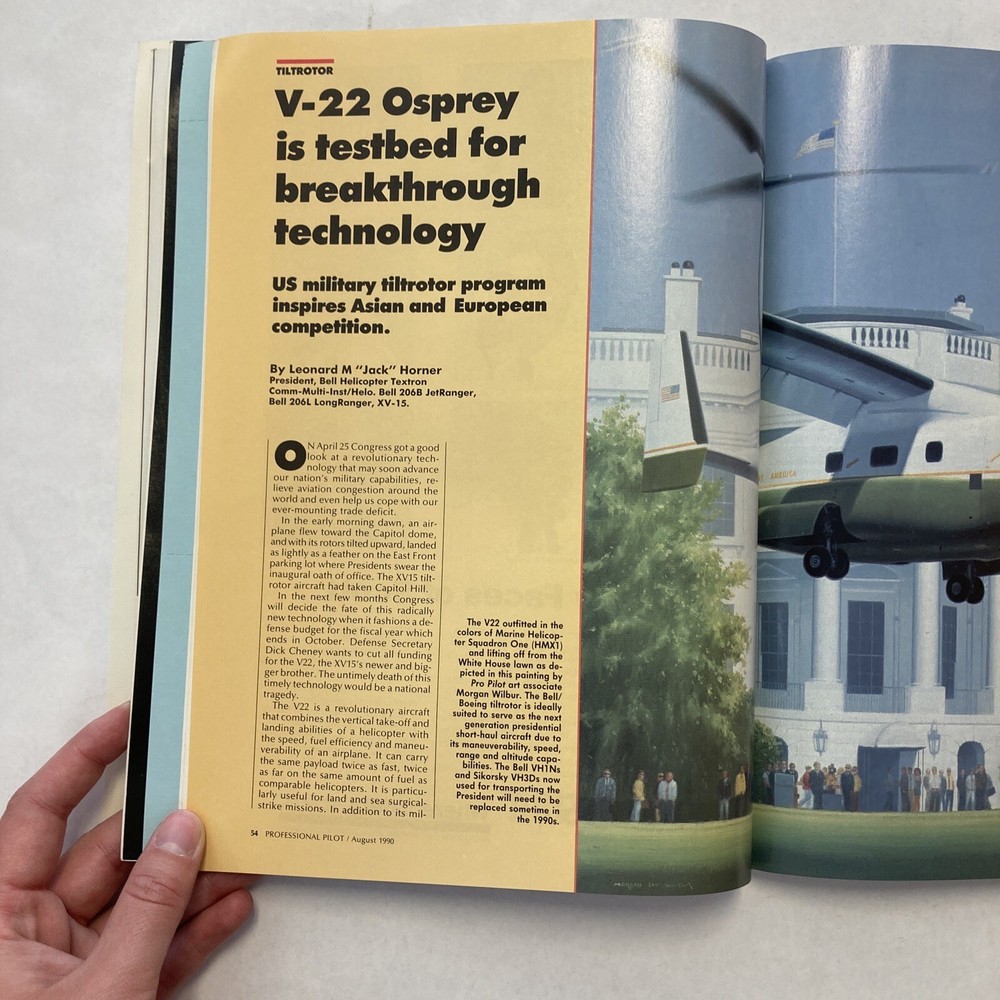 TILTROTOR
V-22 Osprey
is testbed for
breakthrough
technology
US military tiltrotor program
inspires Asian and European
competition.
By Leonard M "Jack" Horner
President, Bell Helicopter Textron
Comm-Multi-Inst/Helo. Bell 206B JetRanger,
Bell 206L LongRanger, XV-15.
ON April 25 Congress got a good
look at a revolutionary tech-
nology that may soon advance
our nation's military capabilities, re-
lieve aviation congestion around the
world and even help us cope with our
ever-mounting trade deficit.
In the early morning dawn, an air-
plane flew toward the Capitol dome,
and with its rotors tilted upward, landed
as lightly as a feather on the East Front
parking lot where Presidents swear the
inaugural oath of office. The XV15 tilt-
rotor aircraft had taken Capitol Hill.
In the next few months Congress
will decide the fate of this radically
new technology when it fashions a de-
fense budget for the fiscal year which
ends in October. Defense Secretary
Dick Cheney wants to cut all funding
for the V22, the XV15's newer and big-
ger brother. The untimely death of this
timely technology would be a national
tragedy.
The V22 is a revolutionary aircraft
that combines the vertical take-off and
landing abilities of a helicopter with
the speed, fuel efficiency and maneu-
verability of an airplane. It can carry
the same payload twice as fast, twice
as far on the same amount of fuel as
comparable helicopters. It is particu-
larly useful for land and sea surgical-
strike missions. In addition to its mil-
The V22 outfitted in the
colors of Marine Helicop-
ter Squadron One (HMX1)
and lifting off from the
White House lawn as de-
picted in this painting by
Pro Pilot art associate
Morgan Wilbur. The Bell/
Boeing tiltrotor is ideally
suited to serve as the next
generation presidential
short-haul aircraft due to
its maneuverability, speed,
range and altitude capa-
bilities. The Bell VH1Ns
and Sikorsky VH3Ds now
used for transporting the
President will need to be
replaced sometime in
the 1990s.
54 PROFESSIONAL PILOT / August 1990
AMERICA